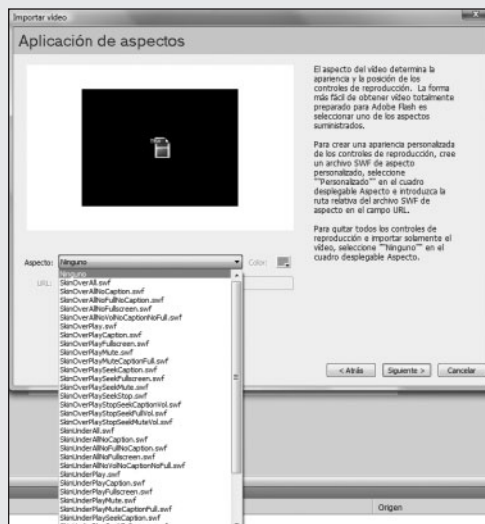 Importar vídeo
Aplicación de aspectos
El aspecto del vídeo determina la
apariencia y la posición de los
controles de reproducción. La forma
más fácil de obtener vídeo totalmente
preparado para Adobe Flash es
seleccionar uno de los aspectos
suministrados.
Para crear una apariencia personalizada
de los controles de reproducción, cree
un archivo SWF de aspecto
personalizado, seleccione
""Personalizado"" en el cuadro
desplegable Aspecto e introduzca la
ruta relativa del archivo SWF de
aspecto en el campo URL.
Para quitar todos los controles de
reproducción e importar solamente el
vídeo, seleccione ""Ninguno"" en el
cuadro desplegable Aspecto.
Aspecto: Ninguno Color:
URL:
Ninguno
SkinOverAll.swf
SkinOverAllNoCaption.swf
SkinOverAllNoFullNoCaption.swf
SkinOverAllNoFullscreen.swf
SkinOverAllNoVolNoCaptionNoFull.swf
SkinOverPlay.swf
SkinOverPlayCaption.swf
SkinOverPlayFullscreen.swf
SkinOverPlayMute.swf
SkinOverPlayMuteCaptionFull.swf
SkinOverPlaySeekCaption.swf
SkinOverPlaySeekFullscreen.swf
SkinOverPlaySeekMute.swf
SkinOverPlaySeekStop.swf
SkinOverPlayStopSeekCaptionVol.swf
SkinOverPlayStopSeekFullVol.swf
SkinOverPlayStopSeekMuteVol.swf
SkinUnderAll.swf
SkinUnderAllNoCaption.swf
SkinUnderAllNoFullNoCaption.swf
SkinUnderAllNoFullscreen.swf
SkinUnderAllNoVolNoCaptionNoFull.swf
SkinUnderPlay.swf
SkinUnderPlayCaption.swf
SkinUnderPlayFullscreen.swf
SkinUnderPlayMute.swf
SkinUnderPlayMuteCaptionFull.swf
SkinUnderPlaySeekCaption.swf
< Atrás Siguiente > Cancelar
Origen